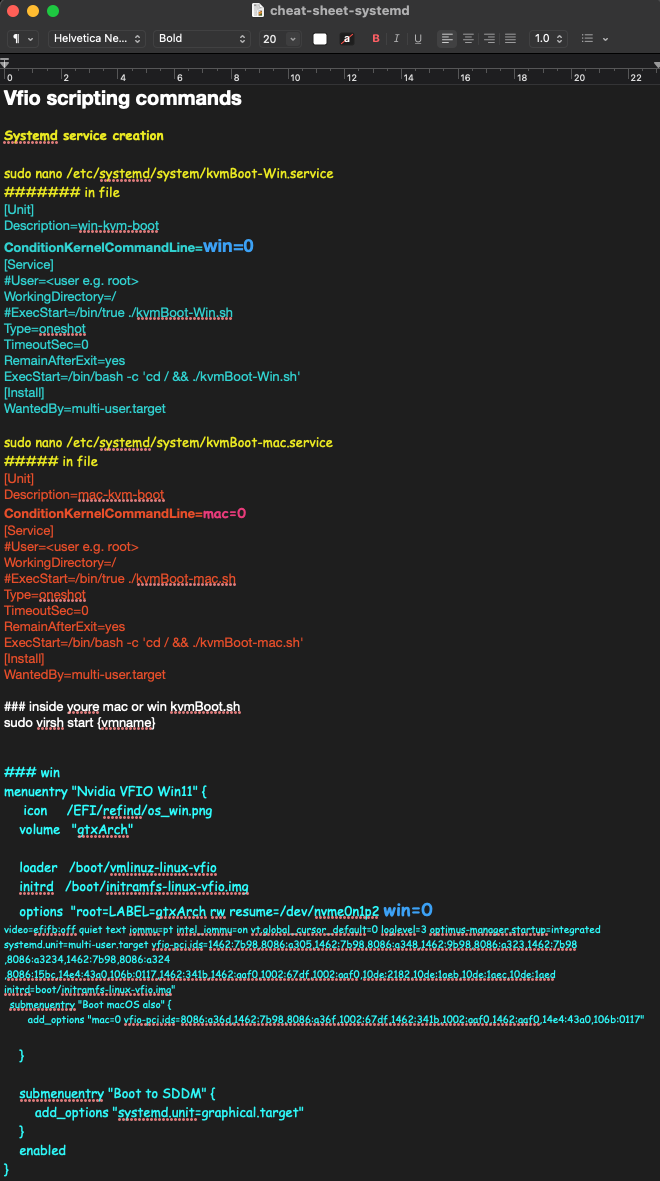 cheat-sheet-systemd
¶ Helvetica Ne... Bold 20 a B I U 1.0
0 2 4 6 8 10 12 14 16 18 20 22
Vfio scripting commands
Systemd service creation
sudo nano /etc/systemd/system/kvmBoot-Win.service
####### in file
[Unit]
Description=win-kvm-boot
ConditionKernelCommandLine=win=0
[Service]
#User=<user e.g. root>
WorkingDirectory=/
#ExecStart=/bin/true ./kvmBoot-Win.sh
Type=oneshot
TimeoutSec=0
RemainAfterExit=yes
ExecStart=/bin/bash -c 'cd / && ./kvmBoot-Win.sh'
[Install]
WantedBy=multi-user.target
sudo nano /etc/systemd/system/kvmBoot-mac.service
##### in file
[Unit]
Description=mac-kvm-boot
ConditionKernelCommandLine=mac=0
[Service]
#User=<user e.g. root>
WorkingDirectory=/
#ExecStart=/bin/true ./kvmBoot-mac.sh
Type=oneshot
TimeoutSec=0
RemainAfterExit=yes
ExecStart=/bin/bash -c 'cd / && ./kvmBoot-mac.sh'
[Install]
WantedBy=multi-user.target
### inside youre mac or win kvmBoot.sh
sudo virsh start {vmname}
### win
menuentry "Nvidia VFIO Win11" {
icon /EFI/refind/os_win.png
volume "gtxArch"
loader /boot/vmlinuz-linux-vfio
initrd /boot/initramfs-linux-vfio.img
options "root=LABEL=gtxArch rw resume=/dev/nvme0n1p2 win=0
video=efifb:off quiet text iommu=pt intel_iommu=on vt.global_cursor_default=0 loglevel=3 optimus-manager.startup=integrated
systemd.unit=multi-user.target vfio-pci.ids=1462:7b98,8086:a305,1462:7b98,8086:a348,1462:9b98,8086:a323,1462:7b98
,8086:a3234,1462:7b98,8086:a324
,8086:15bc,14e4:43a0,106b:0117,1462:341b,1462:aaf0,1002:67df,1002:aaf0,10de:2182,10de:1aeb,10de:1aec,10de:1aed
initrd=boot/initramfs-linux-vfio.img"
submenuentry "Boot macOS also" {
add_options "mac=0 vfio-pci.ids=8086:a36d,1462:7b98,8086:a36f,1002:67df,1462:341b,1002:aaf0,1462:aaf0,14e4:43a0,106b:0117"
}
submenuentry "Boot to SDDM" {
add_options "systemd.unit=graphical.target"
}
enabled
}